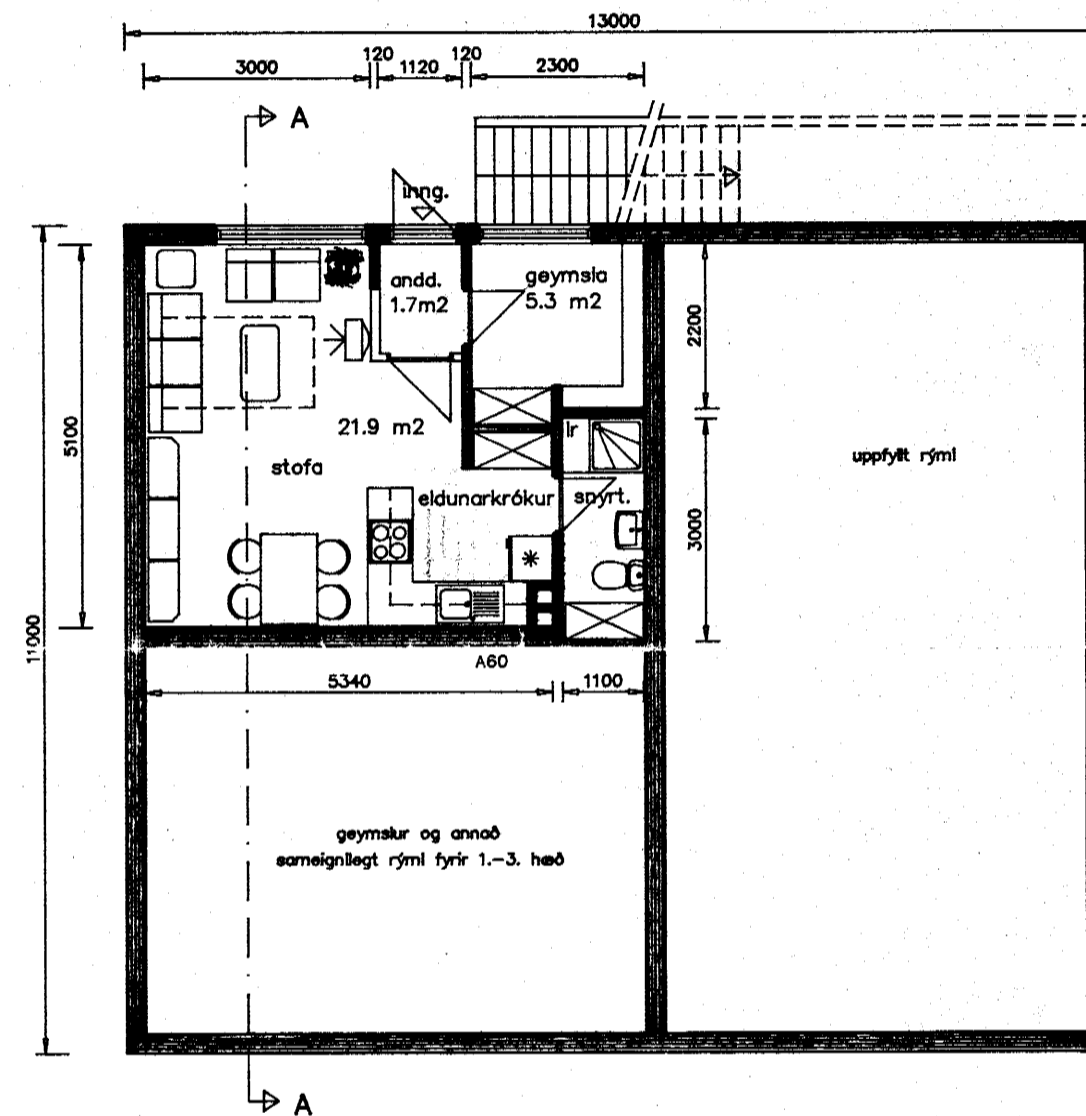 13000
120 120
3000 1120 2300
A
inng.
andd.
1.7m2
geymsla
5.3 m2
2200
5100
21.9 m2
stofa
lr
eldunarkrókur
snyrt.
3000
uppfyllt rými
11000
A60
5340 1100
geymslur og annað
sameignilegt rými fyrir 1.-3. hæð
A